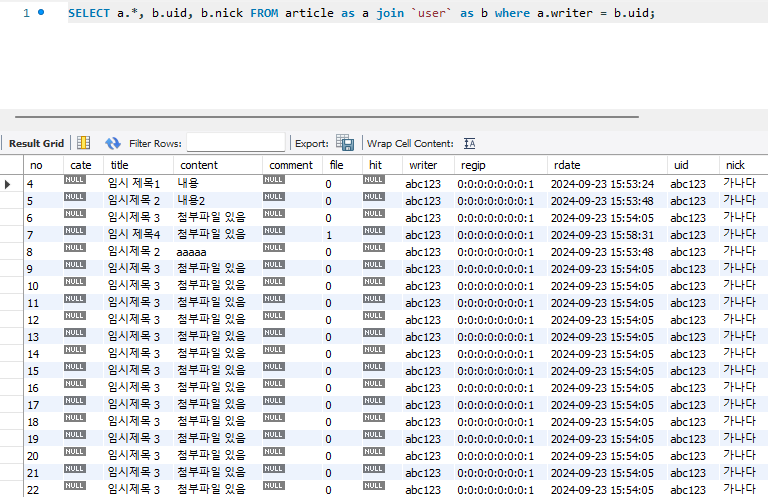 1 SELECT a.*, b.uid, b.nick FROM article as a join `user` as b where a.writer = b.uid;
Result Grid Filter Rows: Export: Wrap Cell Content:
no cate title content comment file hit writer regip rdate uid nick
4 NULL 임시 제목1 내용 NULL 0 NULL abc123 0:0:0:0:0:0:0:1 2024-09-23 15:53:24 abc123 가나다
5 NULL 임시제목 2 내용2 NULL 0 NULL abc123 0:0:0:0:0:0:0:1 2024-09-23 15:53:48 abc123 가나다
6 NULL 임시제목 3 첨부파일 있음 NULL 0 NULL abc123 0:0:0:0:0:0:0:1 2024-09-23 15:54:05 abc123 가나다
7 NULL 임시 제목4 첨부파일 있음 NULL 1 NULL abc123 0:0:0:0:0:0:0:1 2024-09-23 15:58:31 abc123 가나다
8 NULL 임시제목 2 aaaaa NULL 0 NULL abc123 0:0:0:0:0:0:0:1 2024-09-23 15:53:48 abc123 가나다
9 NULL 임시제목 3 첨부파일 있음 NULL 0 NULL abc123 0:0:0:0:0:0:0:1 2024-09-23 15:54:05 abc123 가나다
10 NULL 임시제목 3 첨부파일 있음 NULL 0 NULL abc123 0:0:0:0:0:0:0:1 2024-09-23 15:54:05 abc123 가나다
11 NULL 임시제목 3 첨부파일 있음 NULL 0 NULL abc123 0:0:0:0:0:0:0:1 2024-09-23 15:54:05 abc123 가나다
12 NULL 임시제목 3 첨부파일 있음 NULL 0 NULL abc123 0:0:0:0:0:0:0:1 2024-09-23 15:54:05 abc123 가나다
13 NULL 임시제목 3 첨부파일 있음 NULL 0 NULL abc123 0:0:0:0:0:0:0:1 2024-09-23 15:54:05 abc123 가나다
14 NULL 임시제목 3 첨부파일 있음 NULL 0 NULL abc123 0:0:0:0:0:0:0:1 2024-09-23 15:54:05 abc123 가나다
15 NULL 임시제목 3 첨부파일 있음 NULL 0 NULL abc123 0:0:0:0:0:0:0:1 2024-09-23 15:54:05 abc123 가나다
16 NULL 임시제목 3 첨부파일 있음 NULL 0 NULL abc123 0:0:0:0:0:0:0:1 2024-09-23 15:54:05 abc123 가나다
17 NULL 임시제목 3 첨부파일 있음 NULL 0 NULL abc123 0:0:0:0:0:0:0:1 2024-09-23 15:54:05 abc123 가나다
18 NULL 임시제목 3 첨부파일 있음 NULL 0 NULL abc123 0:0:0:0:0:0:0:1 2024-09-23 15:54:05 abc123 가나다
19 NULL 임시제목 3 첨부파일 있음 NULL 0 NULL abc123 0:0:0:0:0:0:0:1 2024-09-23 15:54:05 abc123 가나다
20 NULL 임시제목 3 첨부파일 있음 NULL 0 NULL abc123 0:0:0:0:0:0:0:1 2024-09-23 15:54:05 abc123 가나다
21 NULL 임시제목 3 첨부파일 있음 NULL 0 NULL abc123 0:0:0:0:0:0:0:1 2024-09-23 15:54:05 abc123 가나다
22 NULL 임시제목 3 첨부파일 있음 NULL 0 NULL abc123 0:0:0:0:0:0:0:1 2024-09-23 15:54:05 abc123 가나다